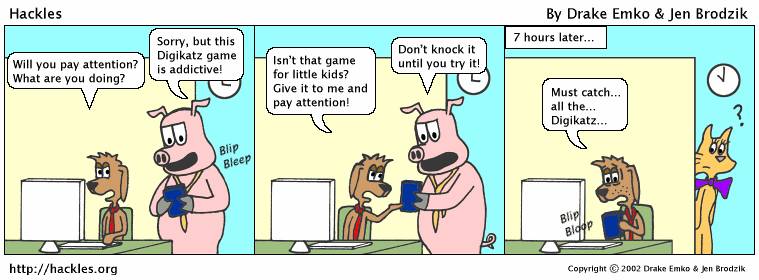 Hackles
By Drake Emko & Jen Brodzik
Will you pay attention?
What are you doing?
Sorry, but this
Digikatz game
is addictive!
Blip
Bleep
Isn't that game
for little kids?
Give it to me and
pay attention!
Don't knock it
until you try it!
7 hours later...
Must catch...
all the...
Digikatz...
?
Blip
Bloop
http://hackles.org
Copyright © 2002 Drake Emko & Jen Brodzik